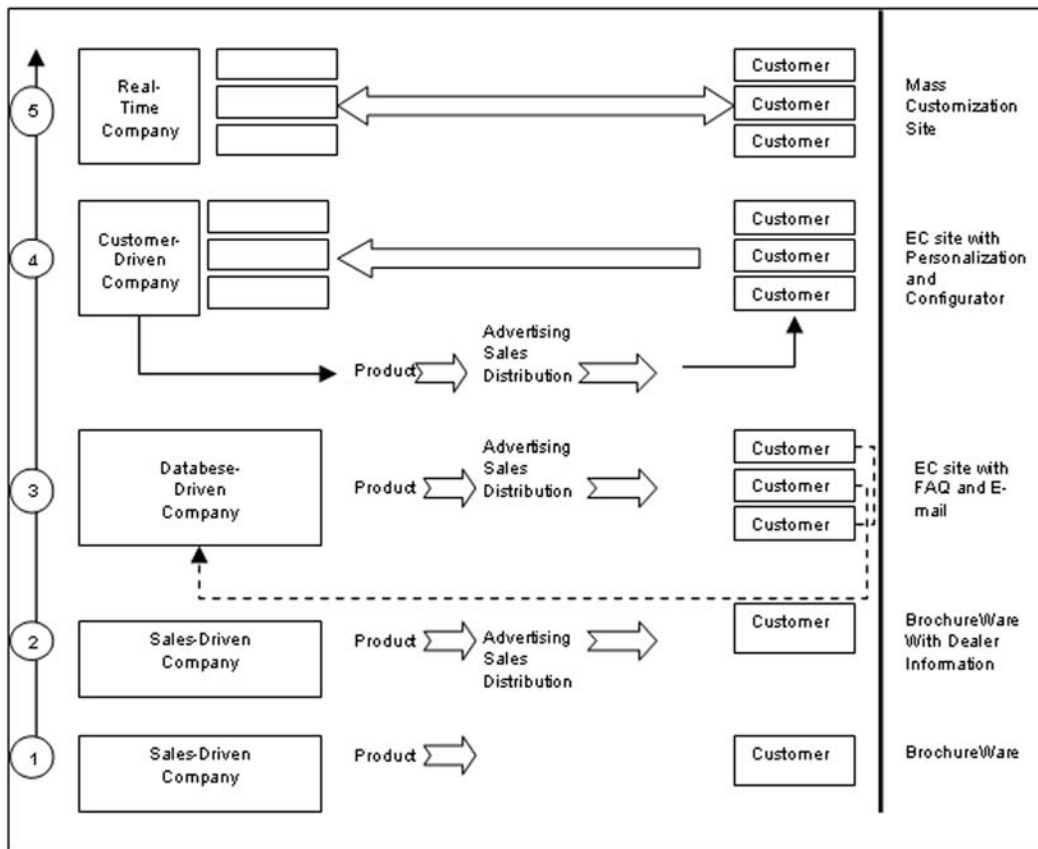 5
Real-
Time
Company
Customer
Customer
Customer
Mass
Customization
Site
4
Customer-
Driven
Company
Customer
Customer
Customer
EC site with
Personalization
and
Configurator
Product
Advertising
Sales
Distribution
3
Databese-
Driven
Company
Product
Advertising
Sales
Distribution
Customer
Customer
Customer
EC site with
FAQ and E-
mail
2
Sales-Driven
Company
Product
Advertising
Sales
Distribution
Customer
BrochureWare
With Dealer
Information
1
Sales-Driven
Company
Product
Customer
BrochureWare